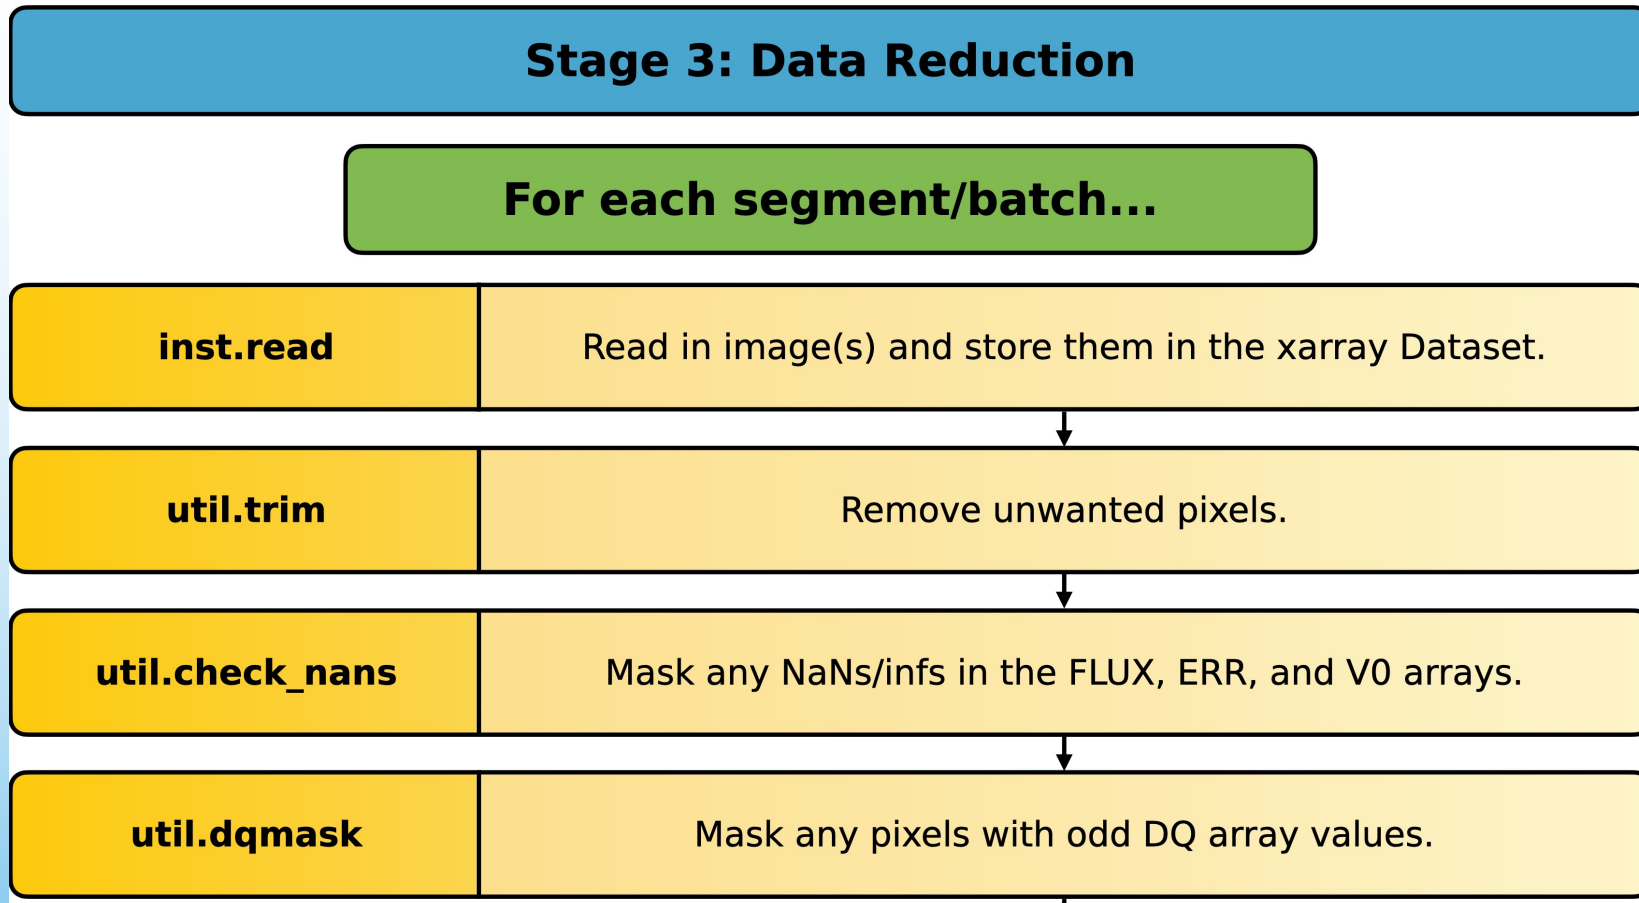 Stage 3: Data Reduction
For each segment/batch...
inst.read
Read in image(s) and store them in the xarray Dataset.
util.trim
Remove unwanted pixels.
util.check_nans
Mask any NaNs/infs in the FLUX, ERR, and V0 arrays.
util.dqmask
Mask any pixels with odd DQ array values.